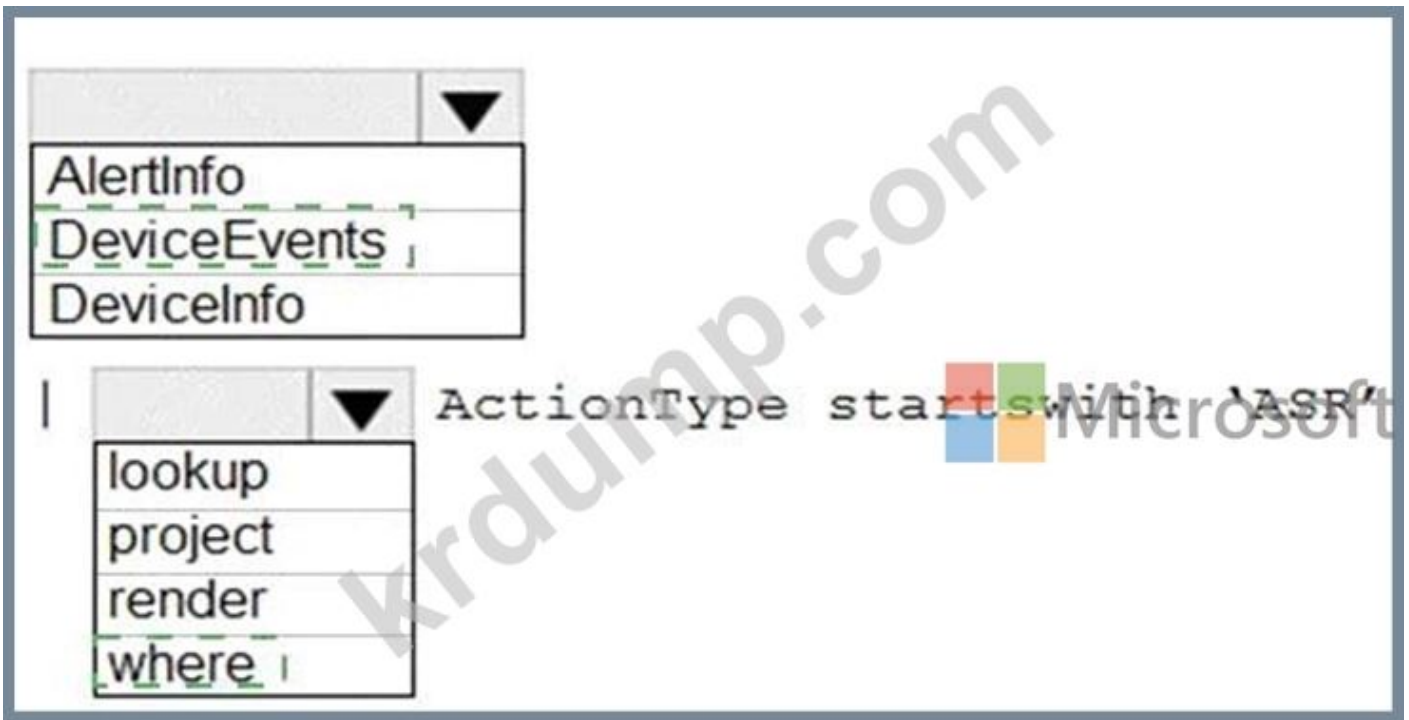 AlertInfo
DeviceEvents
DeviceInfo
| ActionType startswith 'ASR'
lookup
project
render
where
Microsoft
krdump.com